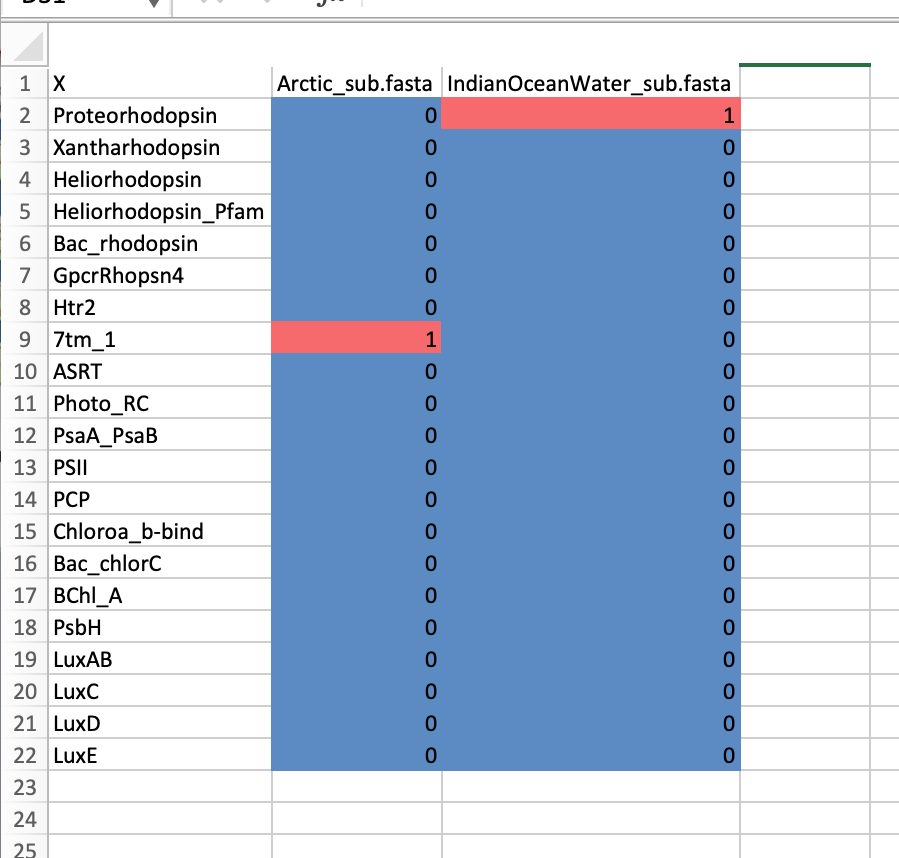 1 X Arctic_sub.fasta IndianOceanWater_sub.fasta
2 Proteorhodopsin 0 1
3 Xantharhodopsin 0 0
4 Heliorhodopsin 0 0
5 Heliorhodopsin_Pfam 0 0
6 Bac_rhodopsin 0 0
7 GpcrRhopsn4 0 0
8 Htr2 0 0
9 7tm_1 1 0
10 ASRT 0 0
11 Photo_RC 0 0
12 PsaA_PsaB 0 0
13 PSII 0 0
14 PCP 0 0
15 Chloroa_b-bind 0 0
16 Bac_chlorC 0 0
17 BChl_A 0 0
18 PsbH 0 0
19 LuxAB 0 0
20 LuxC 0 0
21 LuxD 0 0
22 LuxE 0 0
23
24
25